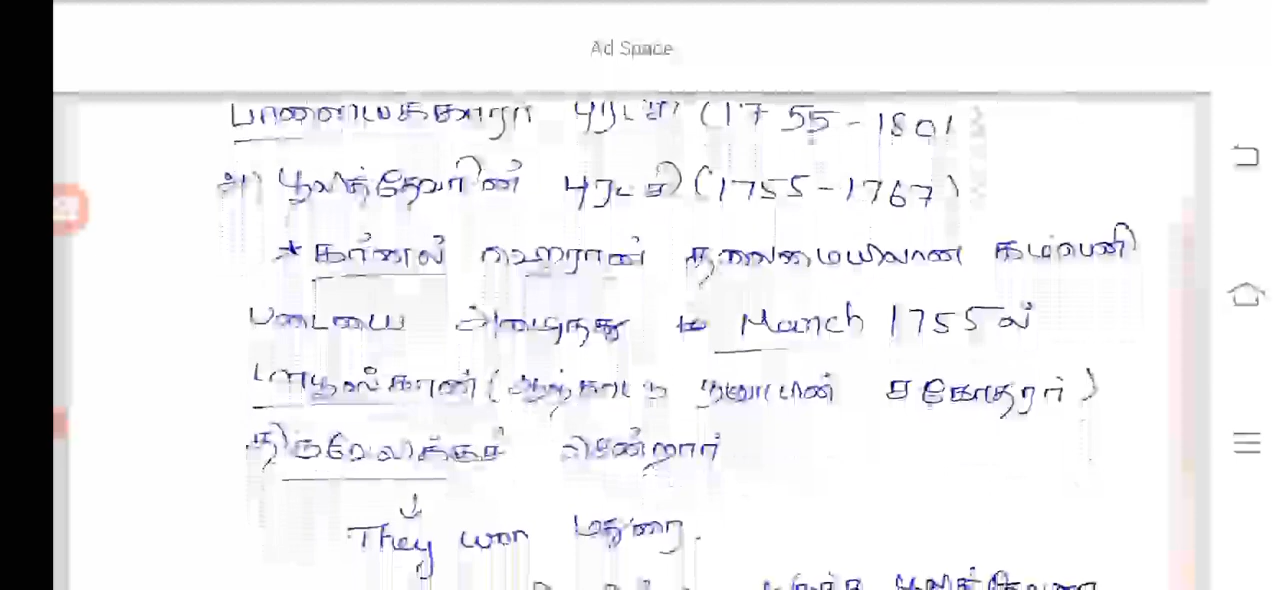 Ad Space
பாளையக்காரர் புரட்சி (1755-1801
அ) பூலித்தேவரின் புரட்சி (1755-1767)
* கர்னல் ஹெரான் தலைமையிலான கம்பெனி
படையை அழைத்து March 1755ல்
மாபூஸ்கான் (ஆற்காட்டு நவாபின் சகோதரர்)
திருநெல்வேலிக்குச் சென்றார்
↓
They won மதுரை.